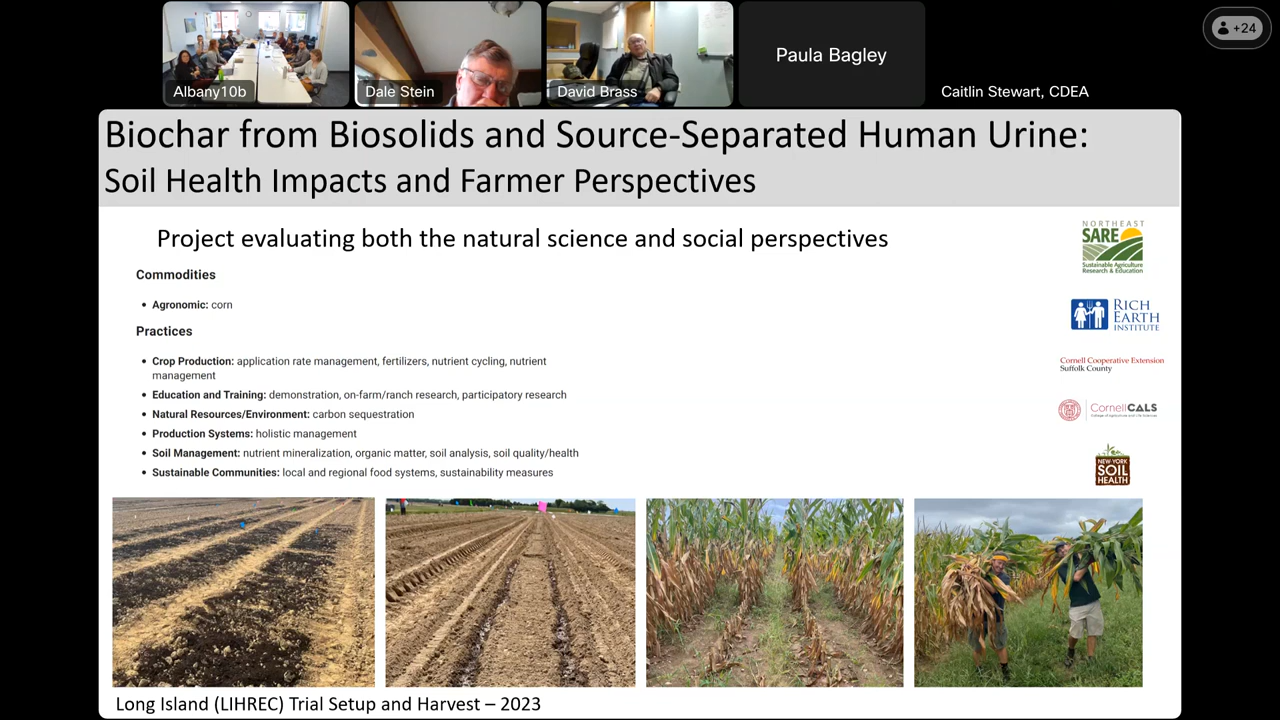 +24
Albany10b
Dale Stein
David Brass
Paula Bagley
Caitlin Stewart, CDEA
Biochar from Biosolids and Source-Separated Human Urine:
Soil Health Impacts and Farmer Perspectives
Project evaluating both the natural science and social perspectives
Commodities
• Agronomic: corn
Practices
• Crop Production: application rate management, fertilizers, nutrient cycling, nutrient
management
• Education and Training: demonstration, on-farm/ranch research, participatory research
• Natural Resources/Environment: carbon sequestration
• Production Systems: holistic management
• Soil Management: nutrient mineralization, organic matter, soil analysis, soil quality/health
• Sustainable Communities: local and regional food systems, sustainability measures
NORTHEAST
SARE
Sustainable Agriculture
Research & Education
RICH
EARTH
INSTITUTE
Cornell Cooperative Extension
Suffolk County
CornellCALS
College of Agriculture and Life Sciences
NEW YORK
SOIL
HEALTH
Long Island (LIHREC) Trial Setup and Harvest – 2023